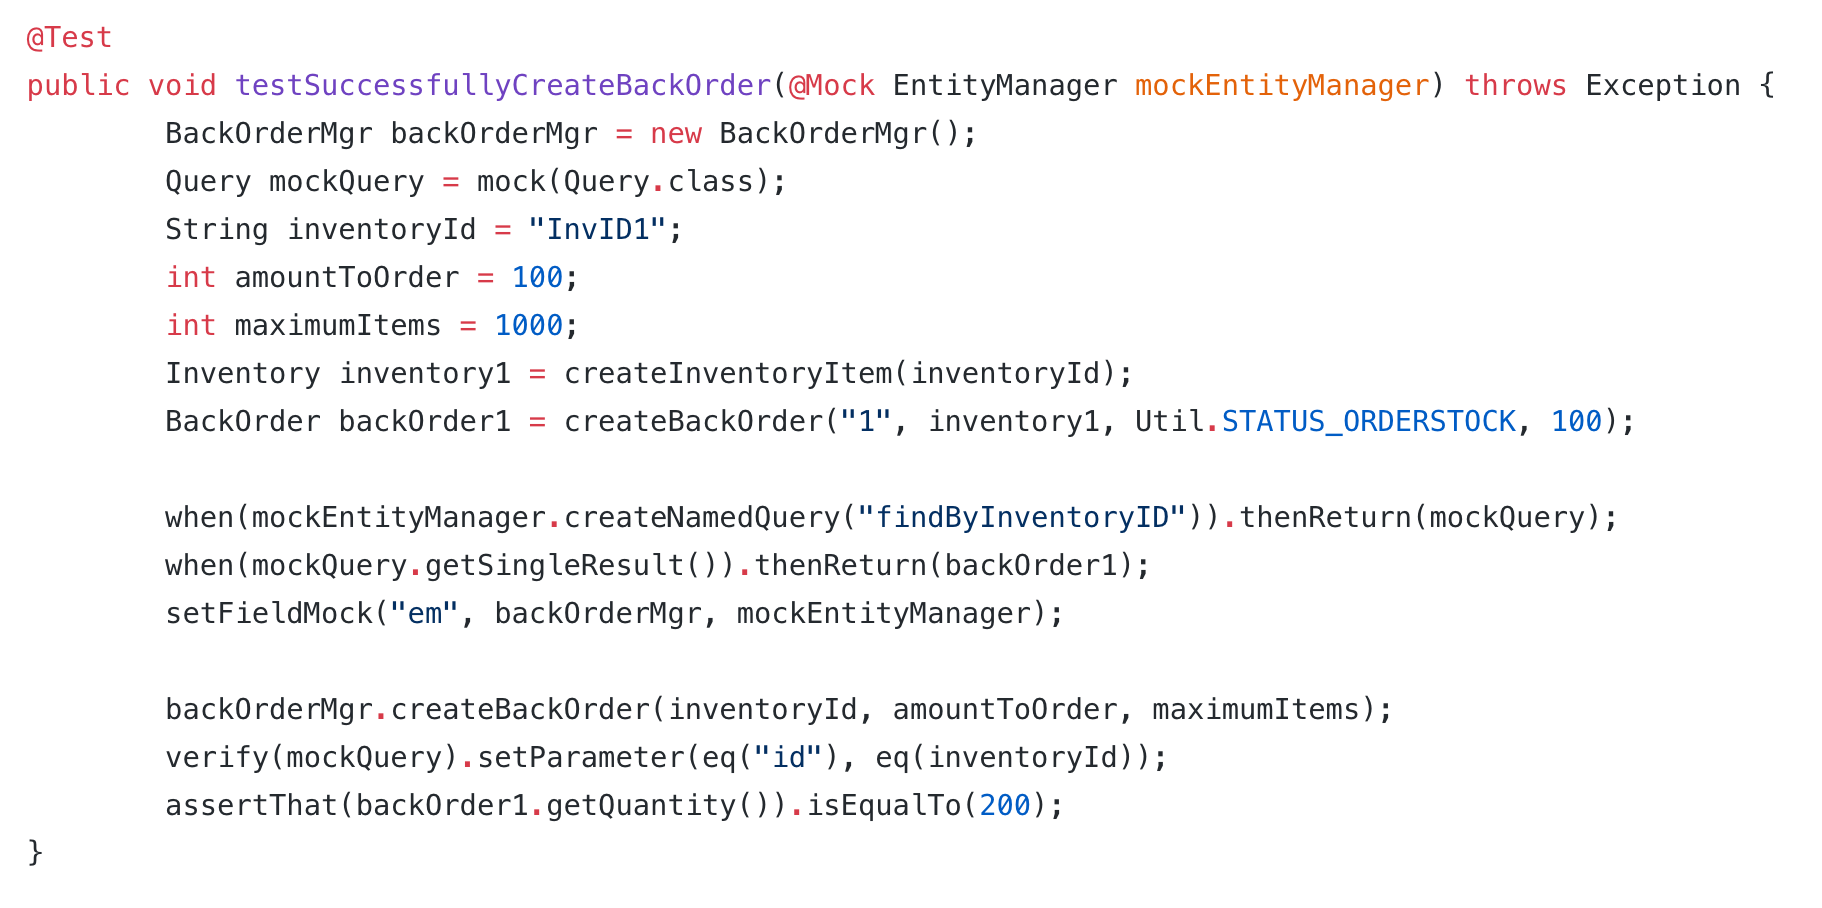 @Test
public void testSuccessfullyCreateBackOrder(@Mock EntityManager mockEntityManager) throws Exception {
        BackOrderMgr backOrderMgr = new BackOrderMgr();
        Query mockQuery = mock(Query.class);
        String inventoryId = "InvID1";
        int amountToOrder = 100;
        int maximumItems = 1000;
        Inventory inventory1 = createInventoryItem(inventoryId);
        BackOrder backOrder1 = createBackOrder("1", inventory1, Util.STATUS_ORDERSTOCK, 100);

        when(mockEntityManager.createNamedQuery("findByInventoryID")).thenReturn(mockQuery);
        when(mockQuery.getSingleResult()).thenReturn(backOrder1);
        setFieldMock("em", backOrderMgr, mockEntityManager);

        backOrderMgr.createBackOrder(inventoryId, amountToOrder, maximumItems);
        verify(mockQuery).setParameter(eq("id"), eq(inventoryId));
        assertThat(backOrder1.getQuantity()).isEqualTo(200);
}